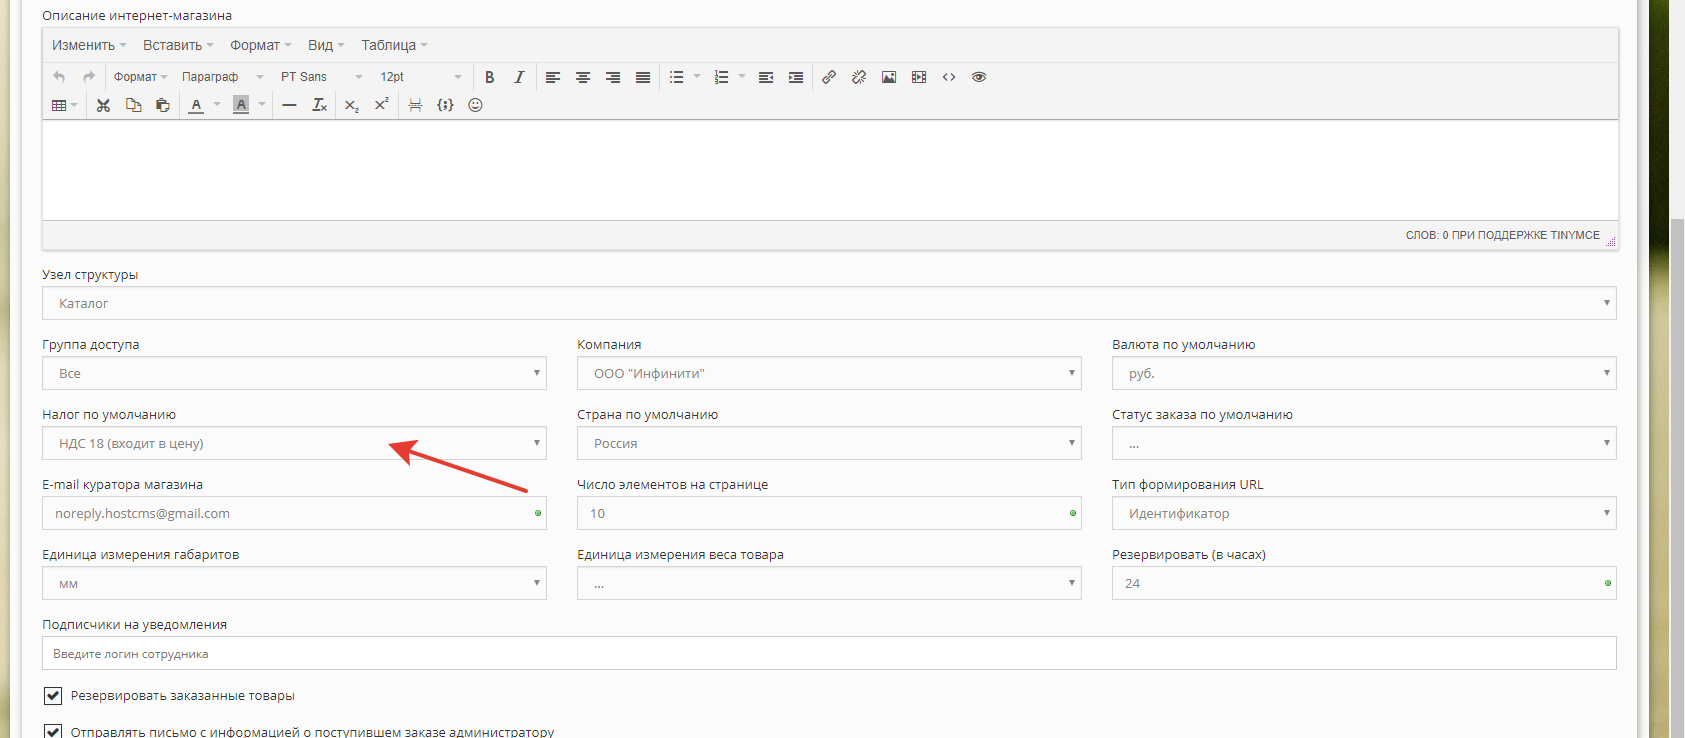 Описание интернет-магазина
Изменить Вставить Формат Вид Таблица
Формат Параграф PT Sans 12pt B I
A A Ix X2 X2
СЛОВ: 0 ПРИ ПОДДЕРЖКЕ TINYMCE
Узел структуры
Каталог
Группа доступа Компания Валюта по умолчанию
Все ООО "Инфинити" руб.
Налог по умолчанию Страна по умолчанию Статус заказа по умолчанию
НДС 18 (входит в цену) Россия ...
E-mail куратора магазина Число элементов на странице Тип формирования URL
noreply.hostcms@gmail.com 10 Идентификатор
Единица измерения габаритов Единица измерения веса товара Резервировать (в часах)
мм ... 24
Подписчики на уведомления
Введите логин сотрудника
Резервировать заказанные товары
Отправлять письмо с информацией о поступившем заказе администратору